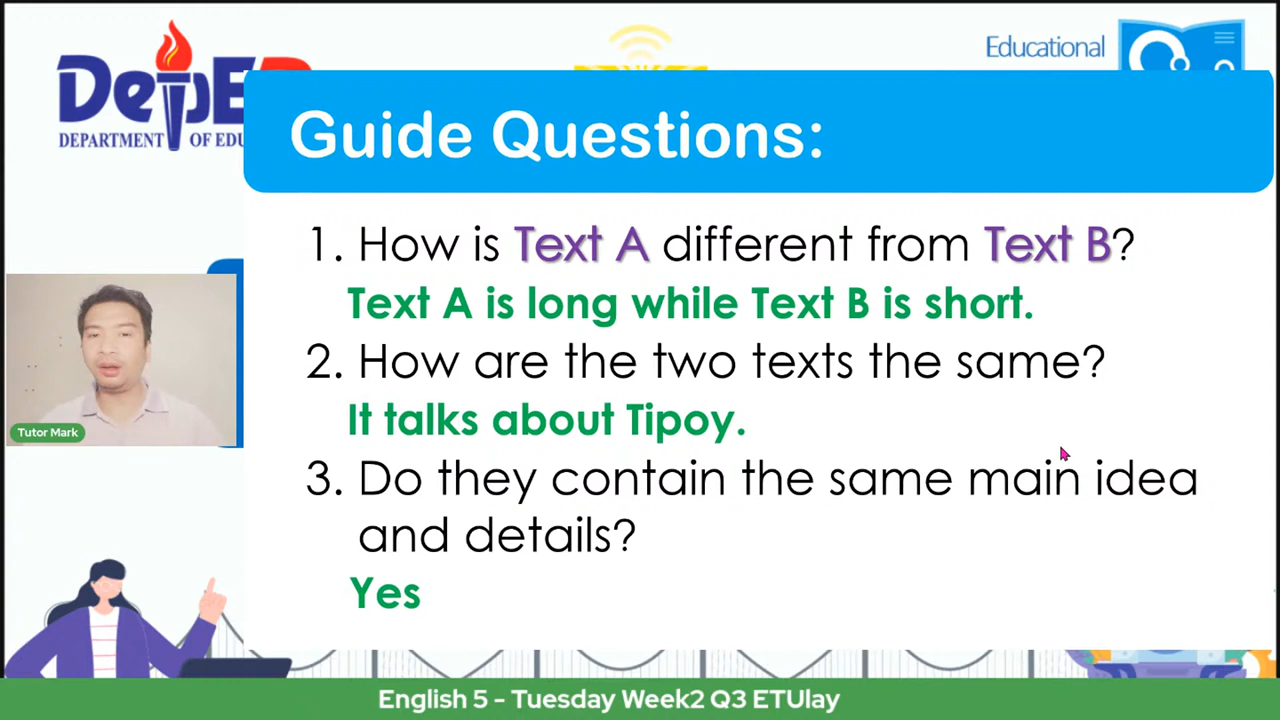 DepED
DEPARTMENT OF EDU
Educational
Guide Questions:
1. How is Text A different from Text B?
Text A is long while Text B is short.
2. How are the two texts the same?
It talks about Tipoy.
3. Do they contain the same main idea
and details?
Yes
Tutor Mark
English 5 - Tuesday Week2 Q3 ETUlay